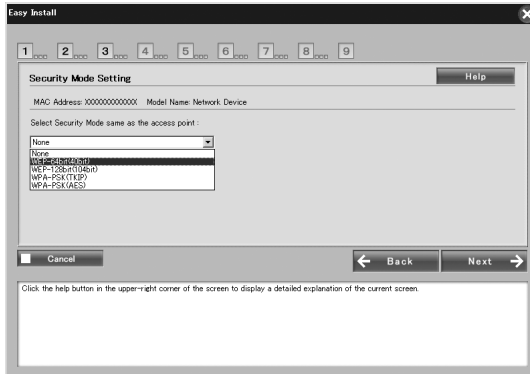 Easy Install
1 2 3 4 5 6 7 8 9
Security Mode Setting
Help
MAC Address: XXXXXXXXXXXX Model Name: Network Device
Select Security Mode same as the access point :
None
None
WEP-64bit(40bit)
WEP-128bit(104bit)
WPA-PSK(TKIP)
WPA-PSK(AES)
Cancel
Back
Next
Click the help button in the upper-right corner of the screen to display a detailed explanation of the current screen.